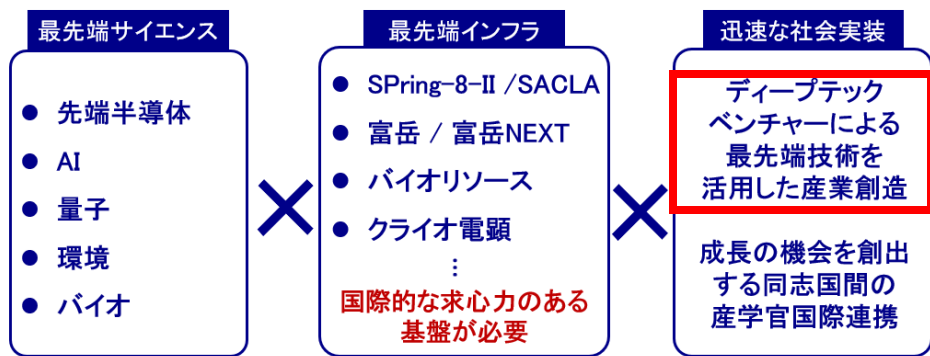 最先端サイエンス
● 先端半導体
● AI
● 量子
● 環境
● バイオ
×
最先端インフラ
● SPring-8-II /SACLA
● 富岳 / 富岳NEXT
● バイオリソース
● クライオ電顕
⋮
国際的な求心力のある
基盤が必要
×
迅速な社会実装
ディープテック
ベンチャーによる
最先端技術を
活用した産業創造
成長の機会を創出
する同志国間の
産学官国際連携